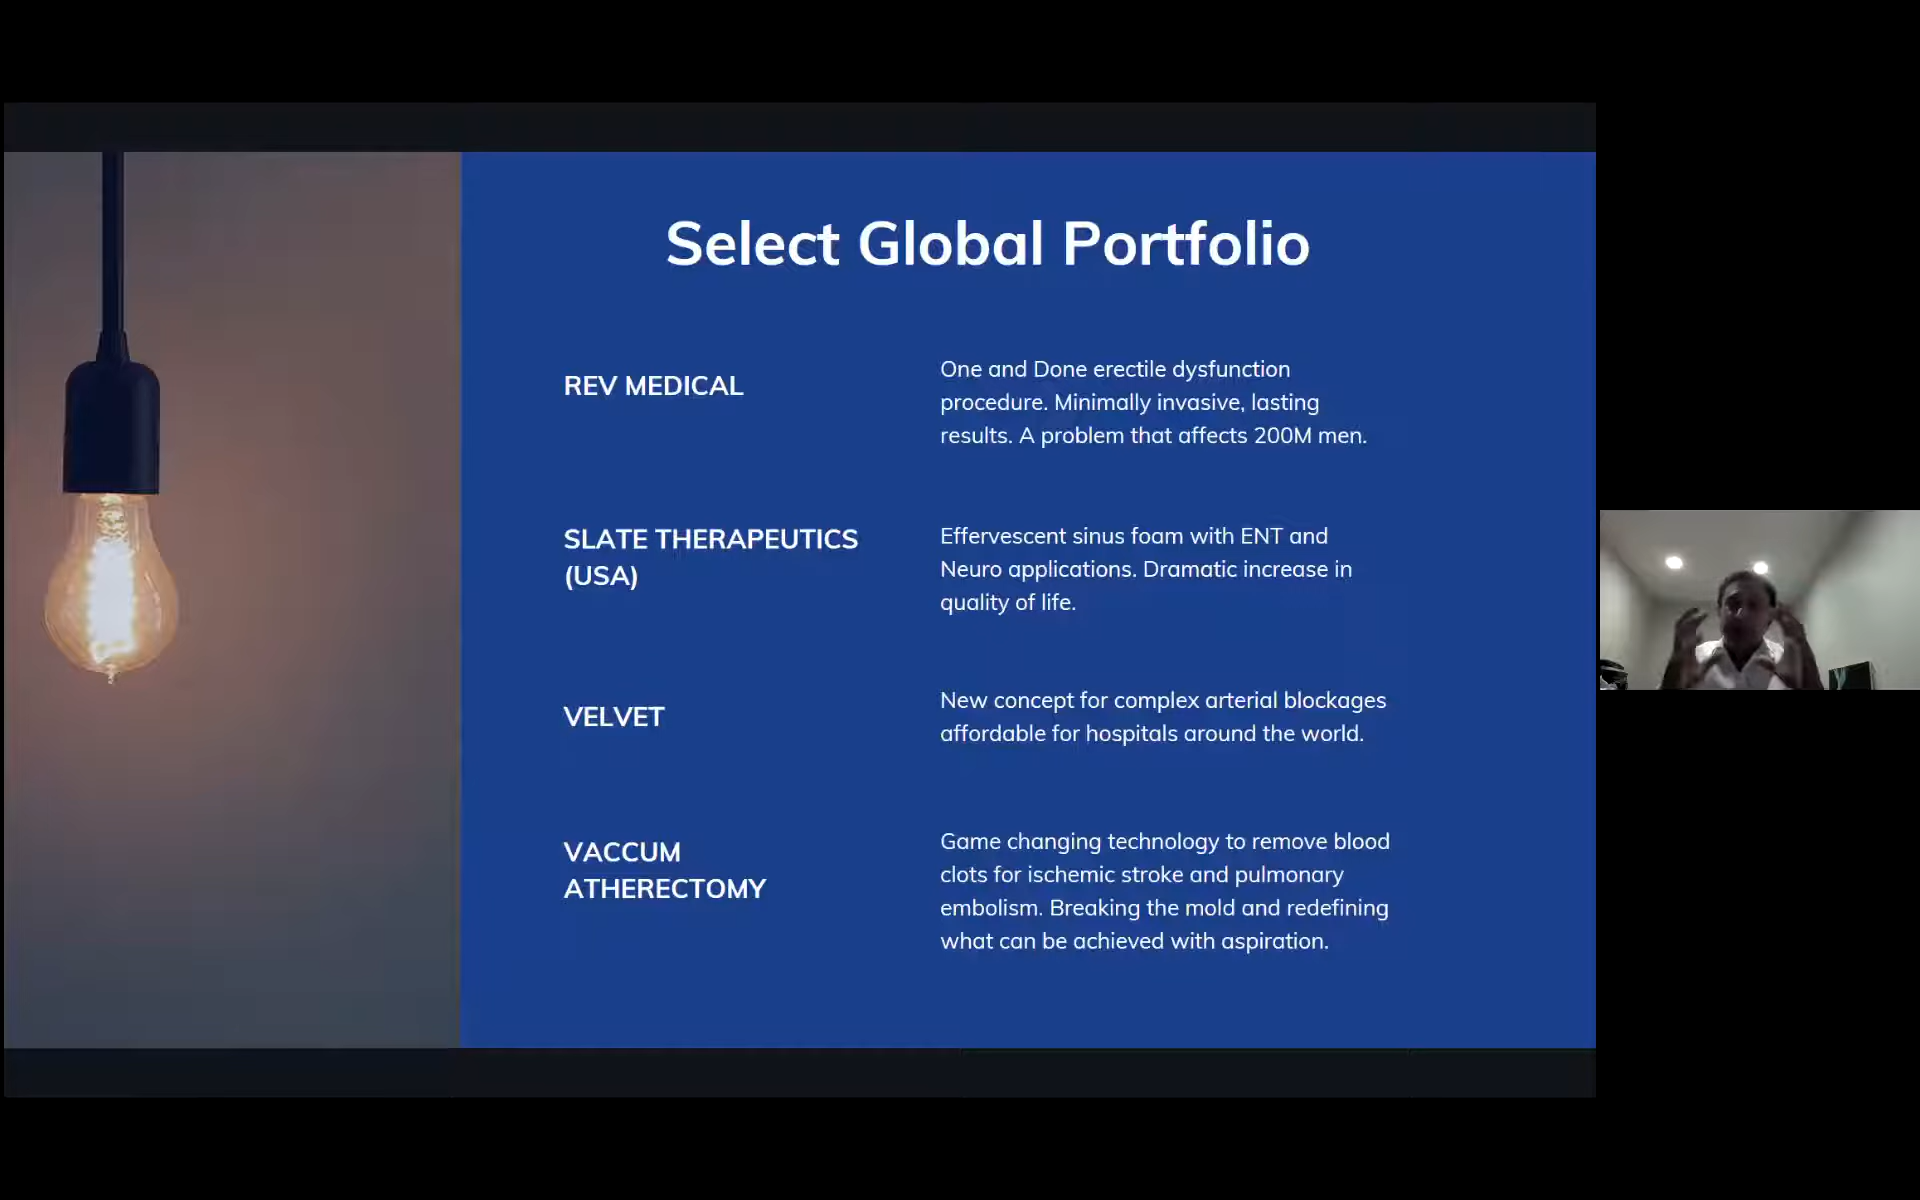 Select Global Portfolio
REV MEDICAL
One and Done erectile dysfunction
procedure. Minimally invasive, lasting
results. A problem that affects 200M men.
SLATE THERAPEUTICS
(USA)
Effervescent sinus foam with ENT and
Neuro applications. Dramatic increase in
quality of life.
VELVET
New concept for complex arterial blockages
affordable for hospitals around the world.
VACCUM
ATHERECTOMY
Game changing technology to remove blood
clots for ischemic stroke and pulmonary
embolism. Breaking the mold and redefining
what can be achieved with aspiration.